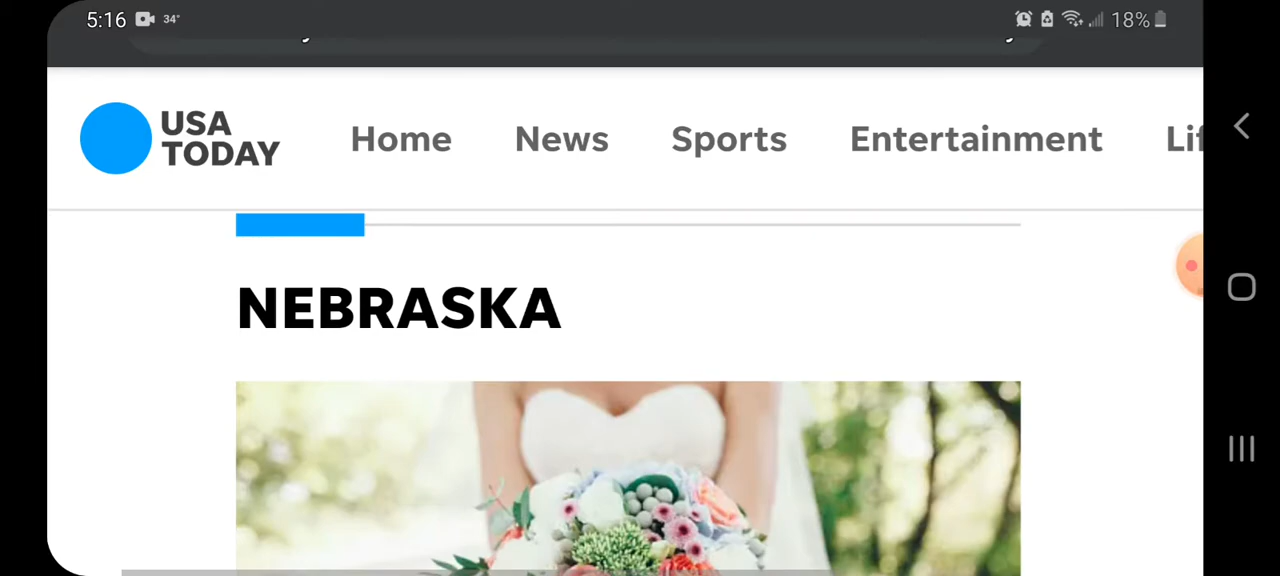 5:16 34° 18%
USA
TODAY
Home News Sports Entertainment
NEBRASKA